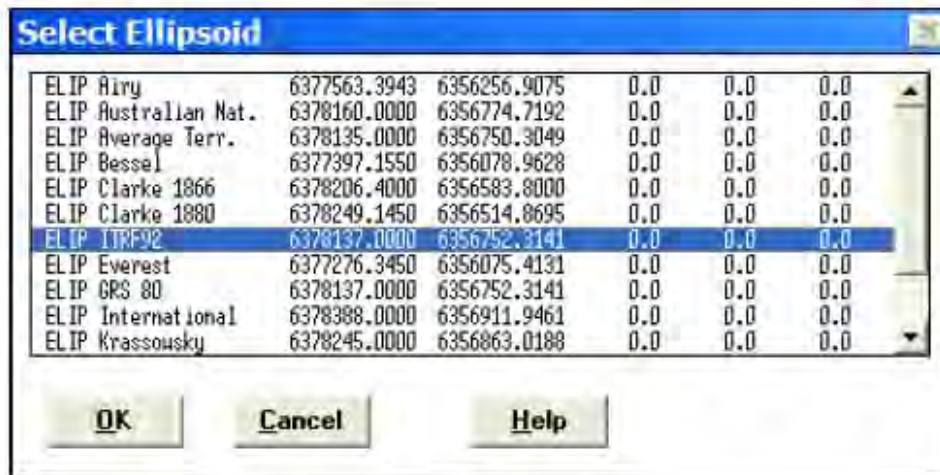 Select Ellipsoid
ELIP Airy 6377563.3943 6356256.9075 0.0 0.0 0.0
ELIP Australian Nat. 6378160.0000 6356774.7192 0.0 0.0 0.0
ELIP Average Terr. 6378135.0000 6356750.3049 0.0 0.0 0.0
ELIP Bessel 6377397.1550 6356078.9628 0.0 0.0 0.0
ELIP Clarke 1866 6378206.4000 6356583.8000 0.0 0.0 0.0
ELIP Clarke 1880 6378249.1450 6356514.8695 0.0 0.0 0.0
ELIP ITRF92 6378137.0000 6356752.3141 0.0 0.0 0.0
ELIP Everest 6377276.3450 6356075.4131 0.0 0.0 0.0
ELIP GRS 80 6378137.0000 6356752.3141 0.0 0.0 0.0
ELIP International 6378388.0000 6356911.9461 0.0 0.0 0.0
ELIP Krassowsky 6378245.0000 6356863.0188 0.0 0.0 0.0
OK Cancel Help